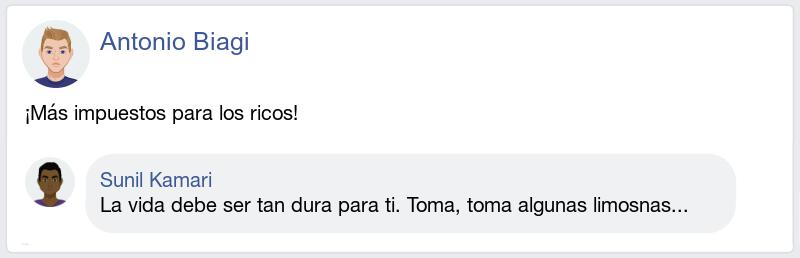 Antonio Biagi
¡Más impuestos para los ricos!
Sunil Kamari
La vida debe ser tan dura para ti. Toma, toma algunas limosnas...